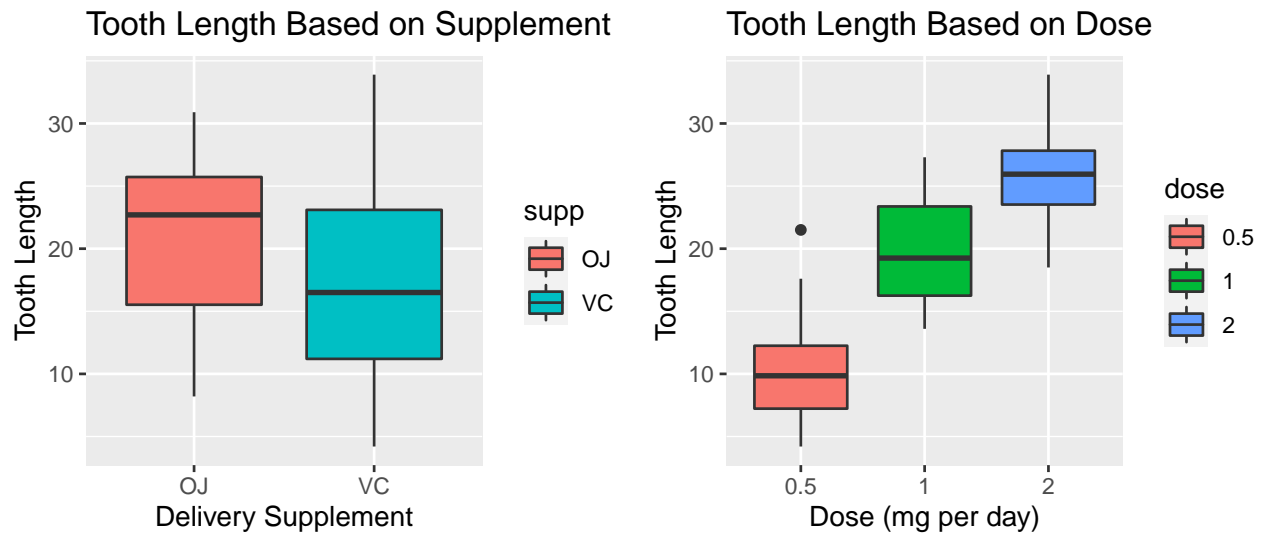 Tooth Length Based on Supplement
30
20
10
Tooth Length
OJ
VC
Delivery Supplement
supp
OJ
VC
Tooth Length Based on Dose
30
20
10
Tooth Length
0.5
1
2
Dose (mg per day)
dose
0.5
1
2